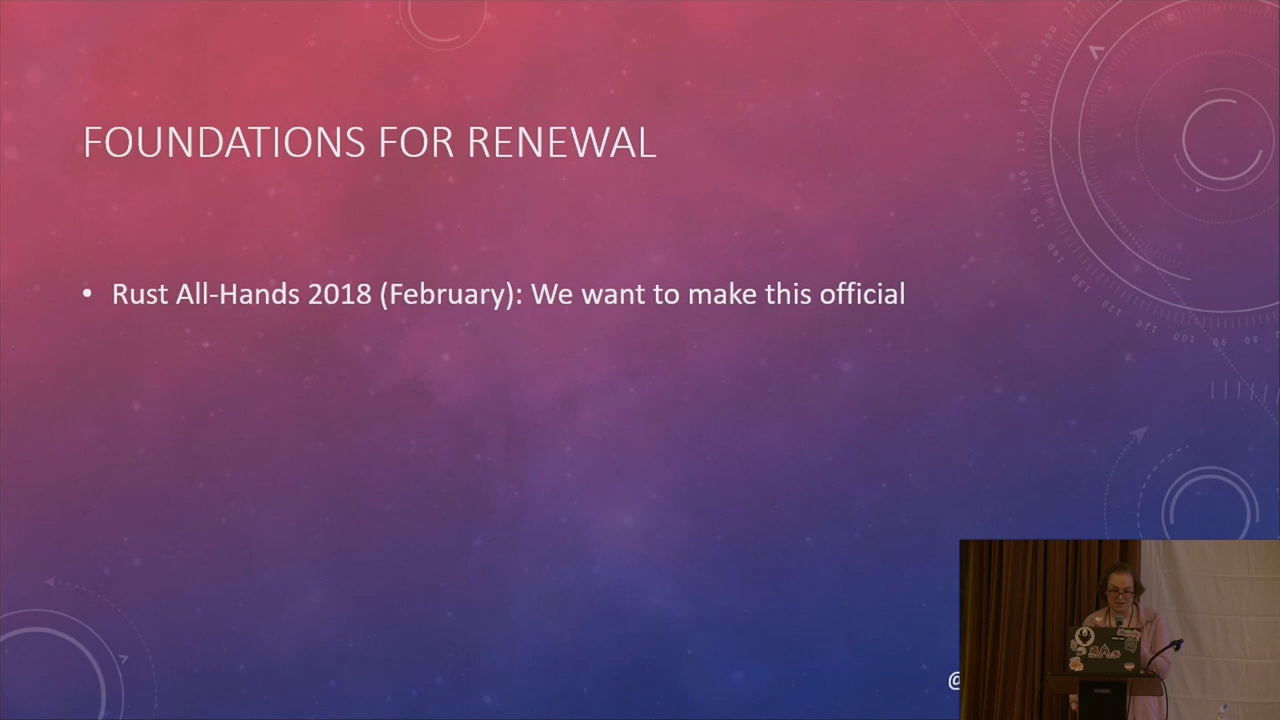 FOUNDATIONS FOR RENEWAL
• Rust All-Hands 2018 (February): We want to make this official
@